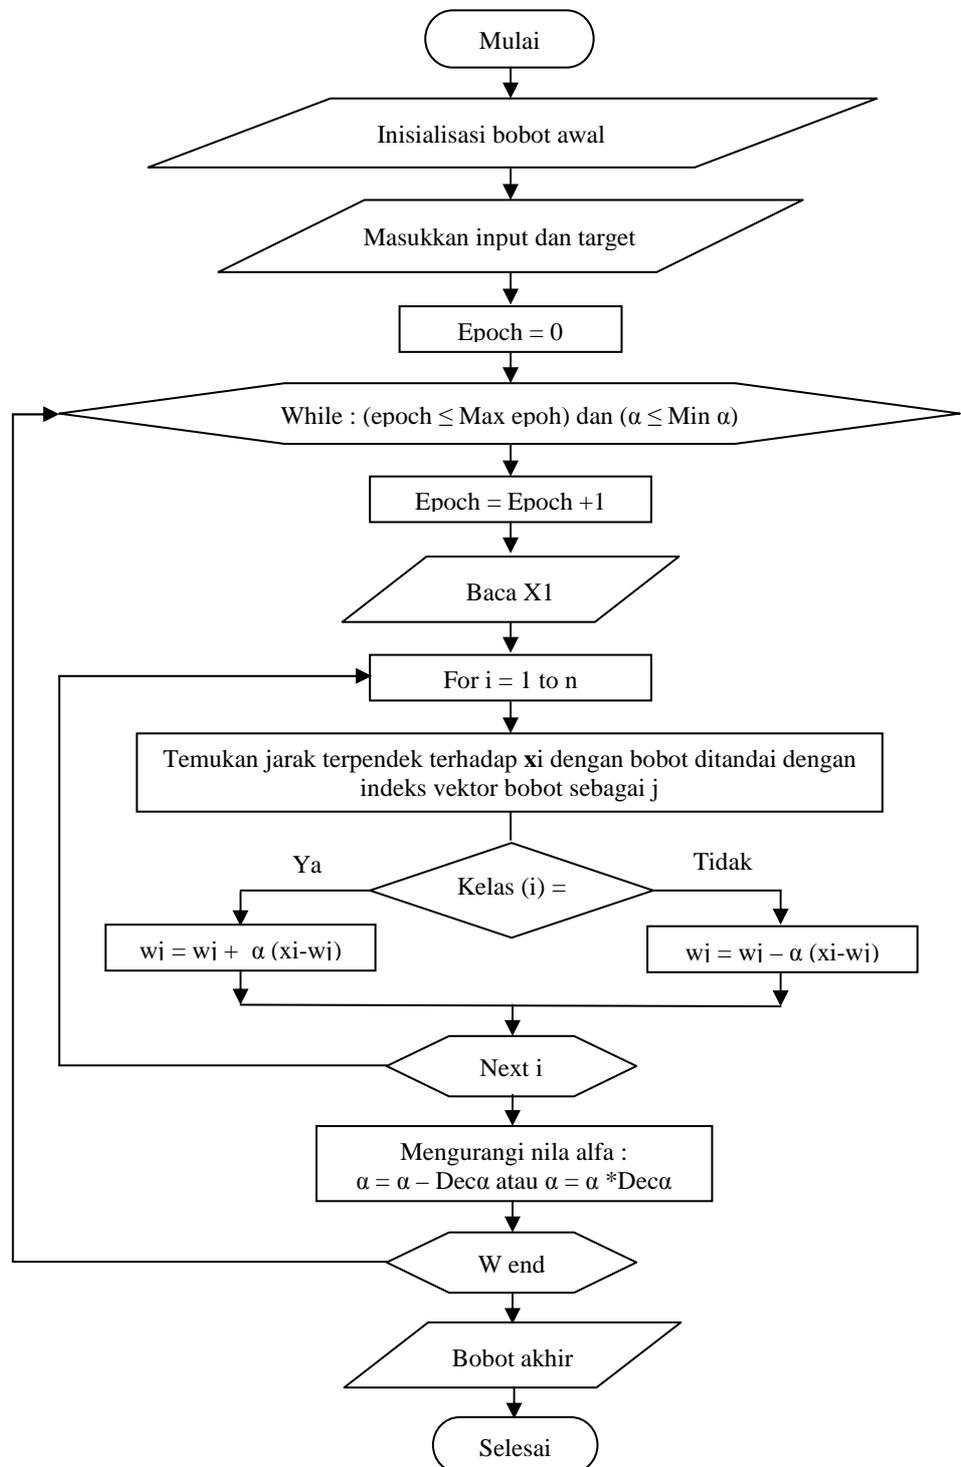 Mulai
Inisialisasi bobot awal
Masukkan input dan target
Epoch = 0
While : (epoch ≤ Max epoh) dan (α ≤ Min α)
Epoch = Epoch +1
Baca X1
For i = 1 to n
Temukan jarak terpendek terhadap xi dengan bobot ditandai dengan
indeks vektor bobot sebagai j
Ya
Kelas (i) =
Tidak
wj = wj + α (xi-wj)
wj = wj – α (xi-wj)
Next i
Mengurangi nila alfa :
α = α – Decα atau α = α *Decα
W end
Bobot akhir
Selesai